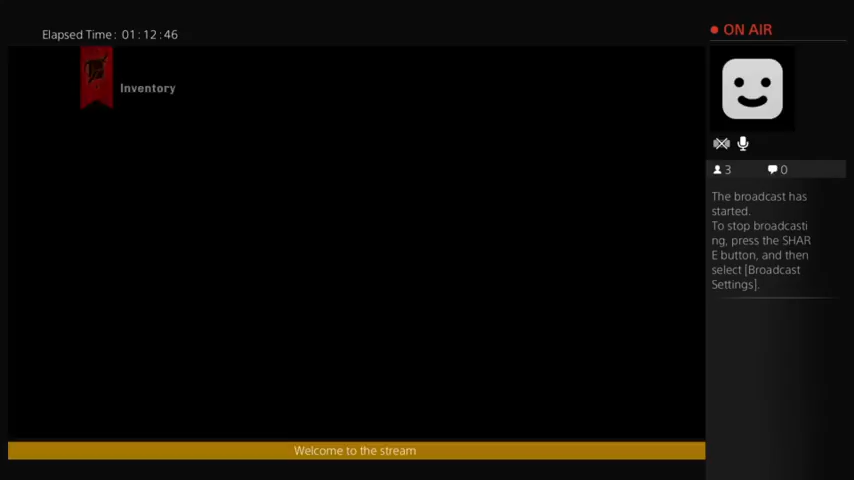 Elapsed Time : 01 : 12 : 46
ON AIR
Inventory
3
0
The broadcast has
started.
To stop broadcasti
ng, press the SHAR
E button, and then
select [Broadcast
Settings].
Welcome to the stream